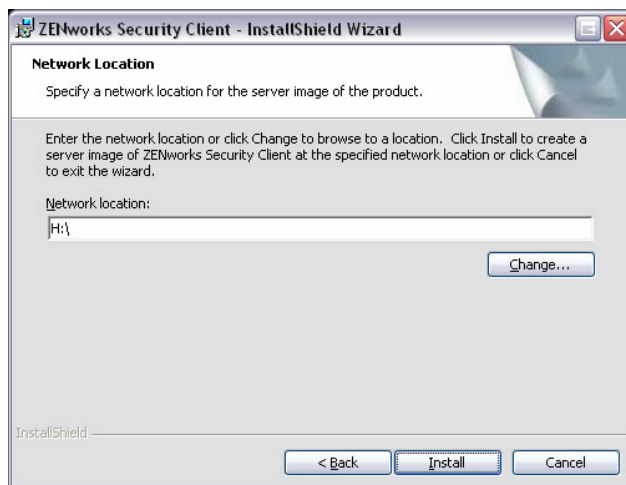 ZENworks Security Client - InstallShield Wizard
Network Location
Specify a network location for the server image of the product.
Enter the network location or click Change to browse to a location. Click Install to create a
server image of ZENworks Security Client at the specified network location or click Cancel
to exit the wizard.
Network location:
H:\
Change...
InstallShield
< Back
Install
Cancel